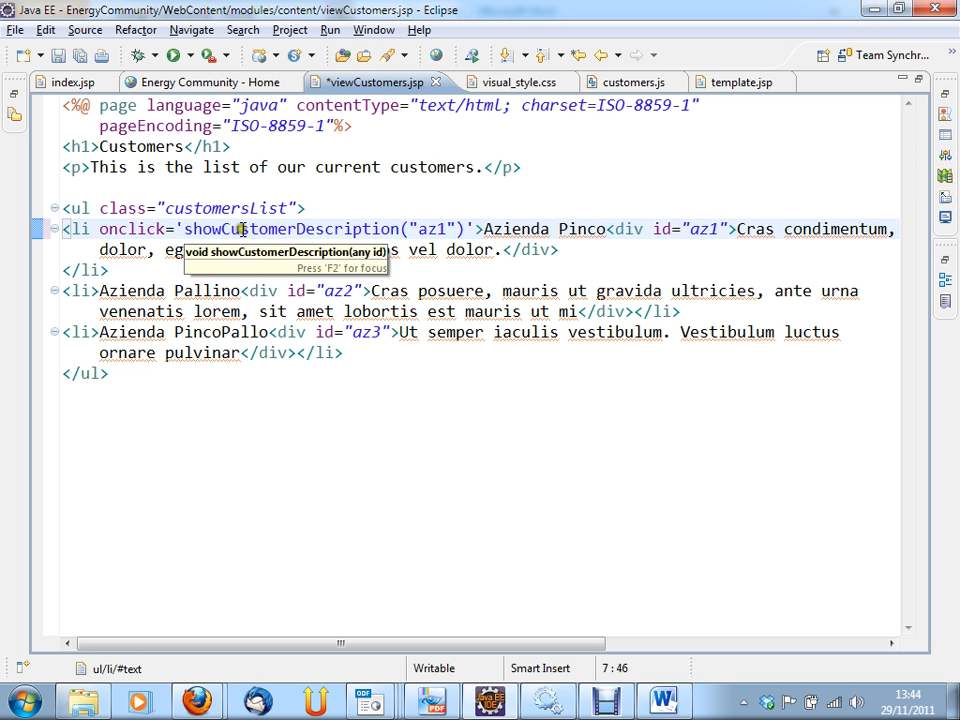 Java EE - EnergyCommunity/WebContent/modules/content/viewCustomers.jsp - Eclipse
File Edit Source Refactor Navigate Search Project Run Window Help
Team Synchr...
index.jsp Energy Community - Home *viewCustomers.jsp visual_style.css customers.js template.jsp
<%@ page language="java" contentType="text/html; charset=ISO-8859-1"
pageEncoding="ISO-8859-1"%>
<h1>Customers</h1>
<p>This is the list of our current customers.</p>
<ul class="customersList">
<li onclick='showCustomerDescription("az1")'>Azienda Pinco<div id="az1">Cras condimentum,
dolor, eg s vel dolor.</div>
void showCustomerDescription(any id)
Press 'F2' for focus
</li>
<li>Azienda Pallino<div id="az2">Cras posuere, mauris ut gravida ultricies, ante urna
venenatis lorem, sit amet lobortis est mauris ut mi</div></li>
<li>Azienda PincoPallo<div id="az3">Ut semper iaculis vestibulum. Vestibulum luctus
ornare pulvinar</div></li>
</ul>
ul/li/#text Writable Smart Insert 7 : 46
ODF
PDF
Java EE
IDE
W
13:44
29/11/2011